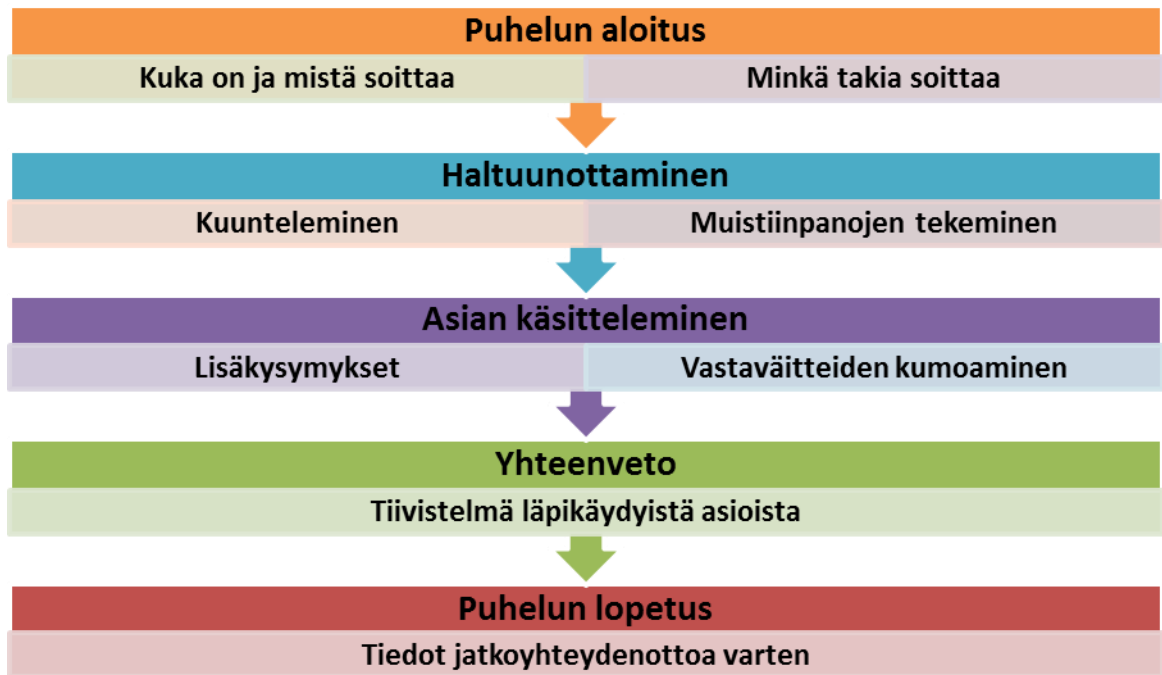 Puhelun aloitus
Kuka on ja mistä soittaa
Minkä takia soittaa
Haltuunottaminen
Kuunteleminen
Muistiinpanojen tekeminen
Asian käsitteleminen
Lisäkysymykset
Vastaväitteiden kumoaminen
Yhteenveto
Tiivistelmä läpikäydyistä asioista
Puhelun lopetus
Tiedot jatkoyhteydenottoa varten